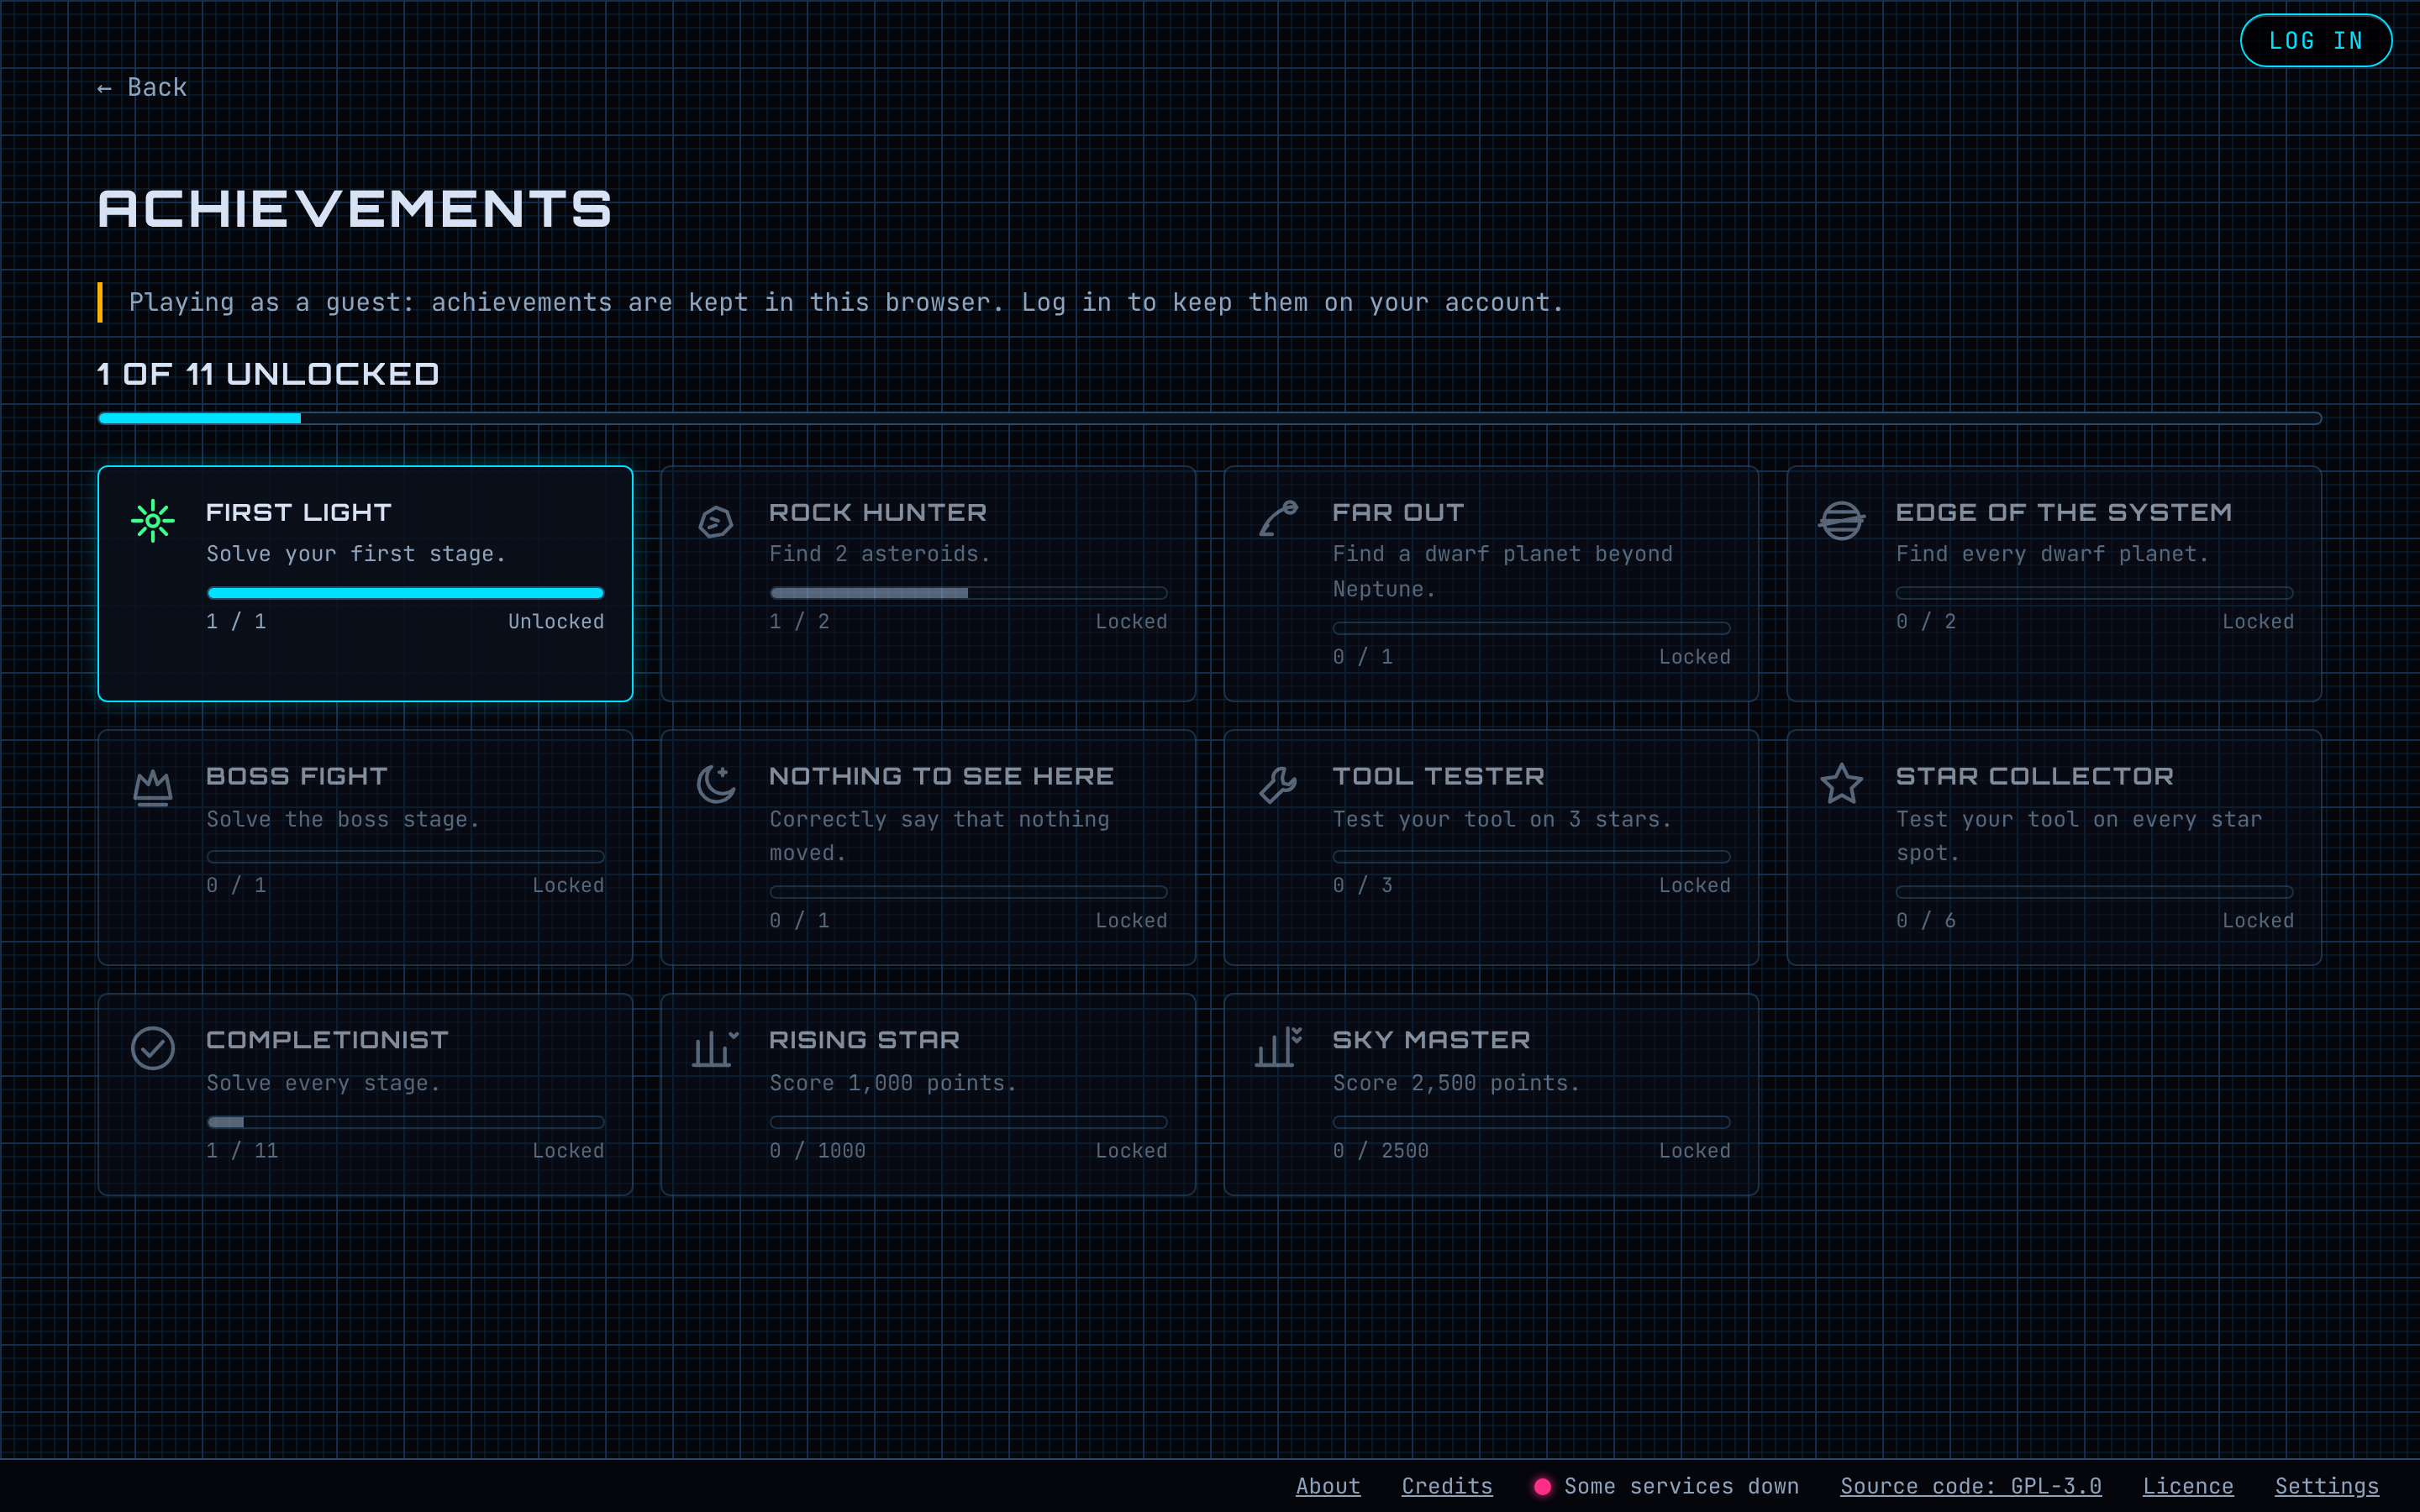 LOG IN
← Back
ACHIEVEMENTS
Playing as a guest: achievements are kept in this browser. Log in to keep them on your account.
1 OF 11 UNLOCKED
FIRST LIGHT
Solve your first stage.
1 / 1 Unlocked
ROCK HUNTER
Find 2 asteroids.
1 / 2 Locked
FAR OUT
Find a dwarf planet beyond
Neptune.
0 / 1 Locked
EDGE OF THE SYSTEM
Find every dwarf planet.
0 / 2 Locked
BOSS FIGHT
Solve the boss stage.
0 / 1 Locked
NOTHING TO SEE HERE
Correctly say that nothing
moved.
0 / 1 Locked
TOOL TESTER
Test your tool on 3 stars.
0 / 3 Locked
STAR COLLECTOR
Test your tool on every star
spot.
0 / 6 Locked
COMPLETIONIST
Solve every stage.
1 / 11 Locked
RISING STAR
Score 1,000 points.
0 / 1000 Locked
SKY MASTER
Score 2,500 points.
0 / 2500 Locked
About Credits Some services down Source code: GPL-3.0 Licence Settings